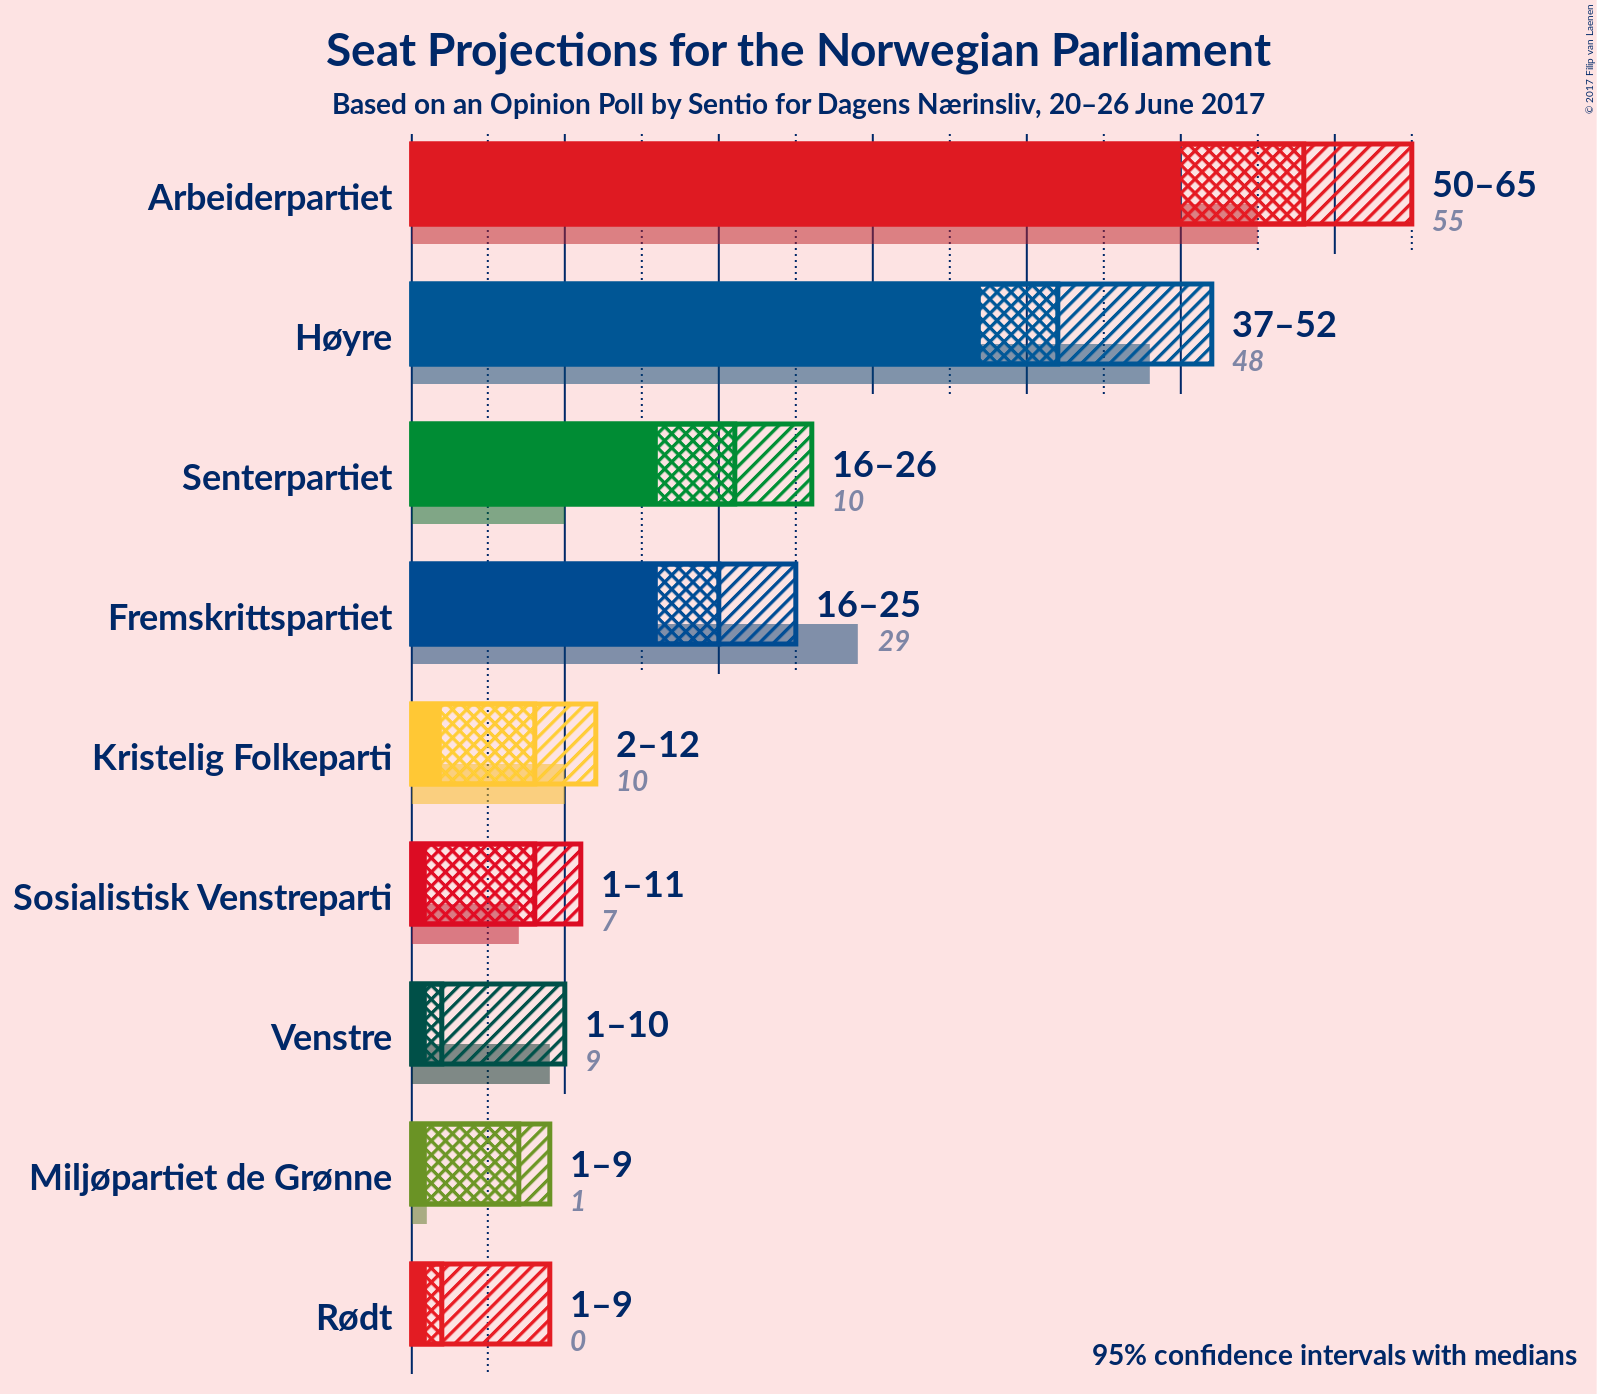 Seat Projections for the Norwegian Parliament
Based on an Opinion Poll by Sentio for Dagens Nærinsliv, 20–26 June 2017
© 2017 Filip van Laenen
Arbeiderpartiet
50–65
55
Høyre
37–52
48
Senterpartiet
16–26
10
Fremskrittspartiet
16–25
29
Kristelig Folkeparti
2–12
10
Sosialistisk Venstreparti
1–11
7
Venstre
1–10
9
Miljøpartiet de Grønne
1–9
1
Rødt
1–9
0
95% confidence intervals with medians